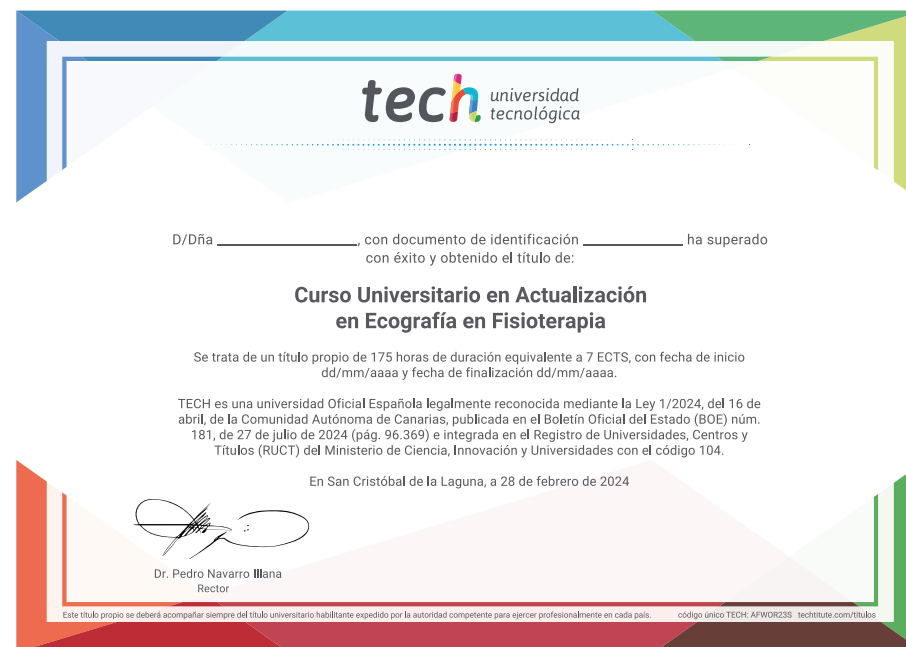 tech universidad
tecnológica
D/Dña ____________, con documento de identificación ____________ ha superado
con éxito y obtenido el título de:
Curso Universitario en Actualización
en Ecografía en Fisioterapia
Se trata de un título propio de 175 horas de duración equivalente a 7 ECTS, con fecha de inicio
dd/mm/aaaa y fecha de finalización dd/mm/aaaa.
TECH es una universidad Oficial Española legalmente reconocida mediante la Ley 1/2024, del 16 de
abril, de la Comunidad Autónoma de Canarias, publicada en el Boletín Oficial del Estado (BOE) núm.
181, de 27 de julio de 2024 (pág. 96.369) e integrada en el Registro de Universidades, Centros y
Títulos (RUCT) del Ministerio de Ciencia, Innovación y Universidades con el código 104.
En San Cristóbal de la Laguna, a 28 de febrero de 2024
Dr. Pedro Navarro Illana
Rector
Este título propio se deberá acompañar siempre del título universitario habilitante expedido por la autoridad competente para ejercer profesionalmente en cada país. código único TECH: AFWOR23S techtitute.com/titulos